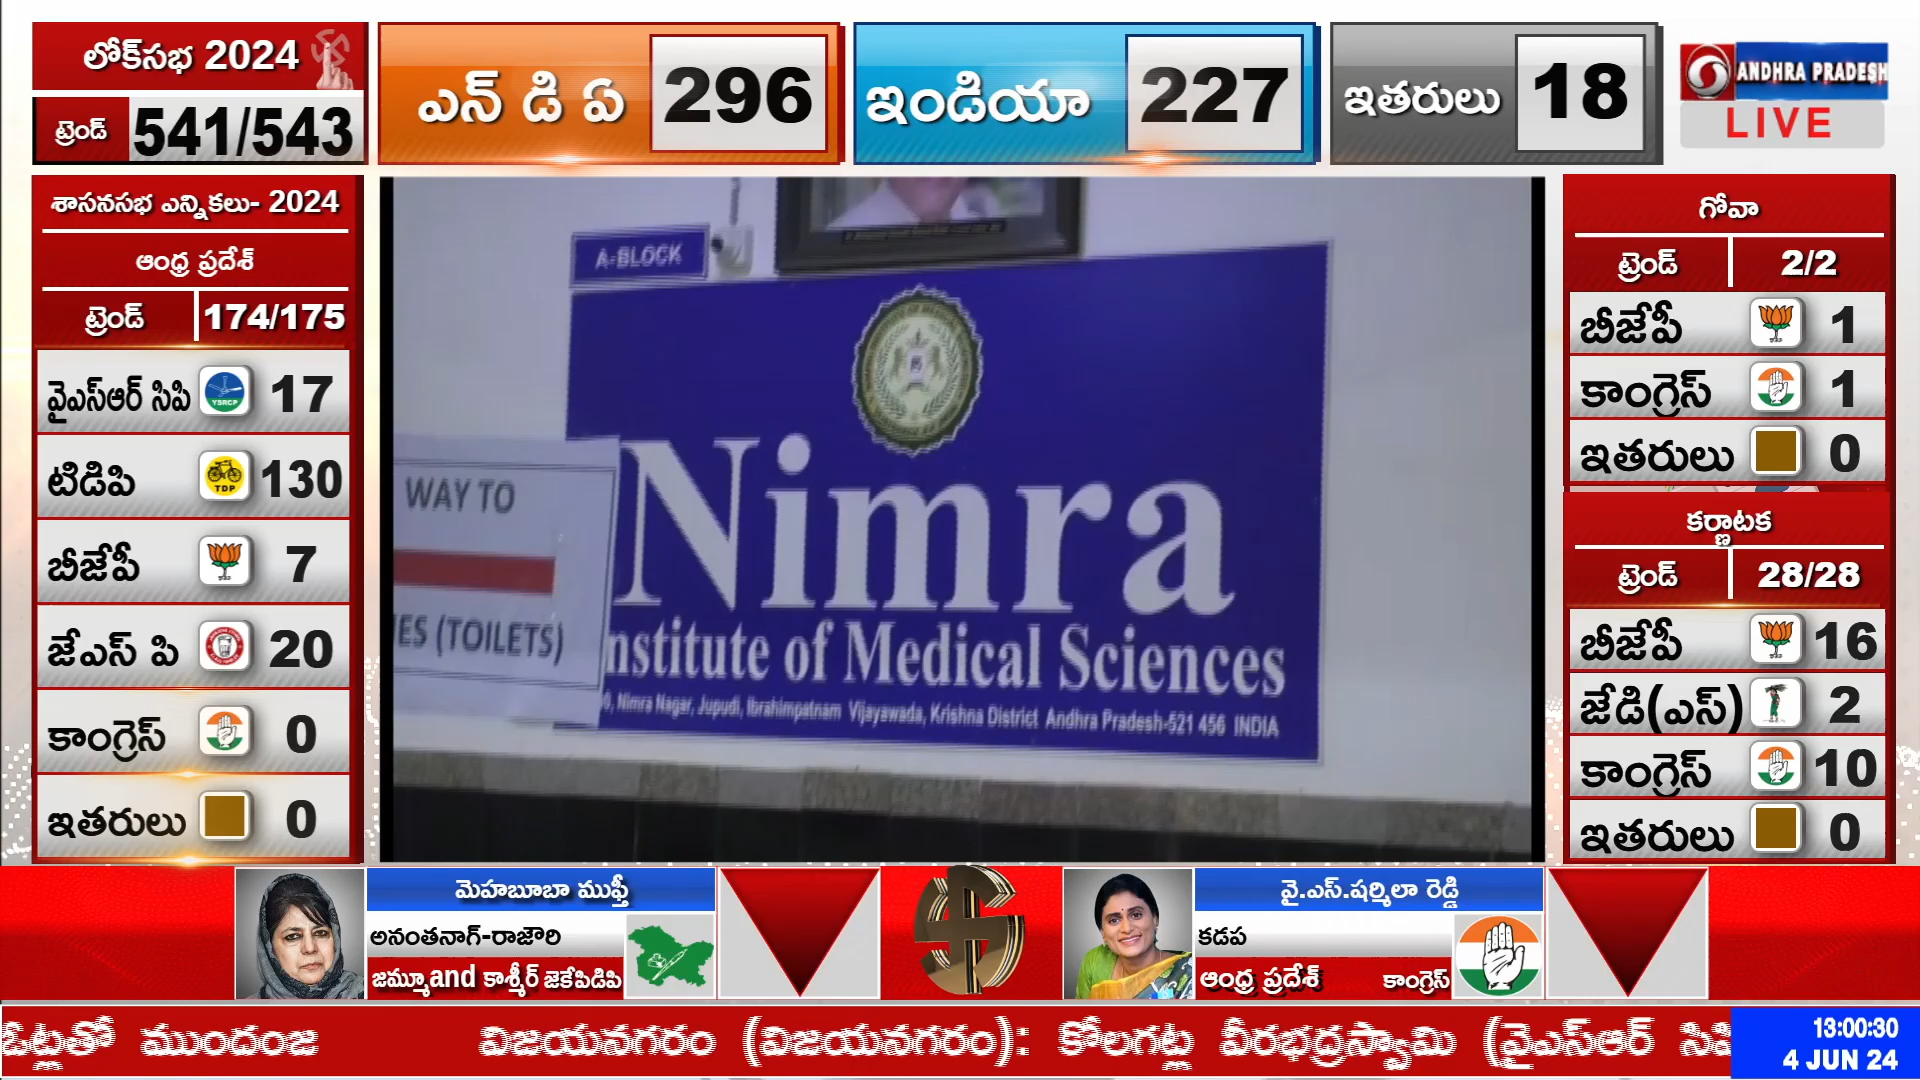 లోక్‌సభ 2024
ట్రెండ్ 541/543
ఎన్ డి ఏ 296
ఇండియా 227
ఇతరులు 18
ANDHRA PRADESH
LIVE
శాసనసభ ఎన్నికలు- 2024
ఆంధ్ర ప్రదేశ్
ట్రెండ్ 174/175
వైఎస్ఆర్ సిపి YSRCP 17
టిడిపి TDP 130
బీజేపీ 7
జేఎస్ పి 20
కాంగ్రెస్ 0
ఇతరులు 0
A-BLOCK
Nimra
WAY TO
IES (TOILETS)
nstitute of Medical Sciences
0, Nimra Nagar, Jupudi, Ibrahimpatnam Vijayawada, Krishna District Andhra Pradesh-521 456 INDIA
గోవా
ట్రెండ్ 2/2
బీజేపీ 1
కాంగ్రెస్ 1
ఇతరులు 0
కర్ణాటక
ట్రెండ్ 28/28
బీజేపీ 16
జేడి(ఎస్) 2
కాంగ్రెస్ 10
ఇతరులు 0
మెహబూబా ముఫ్తీ
అనంతనాగ్-రాజౌరి
జమ్మూand కాశ్మీర్ జెకేపిడిపి
వై.ఎస్.షర్మిలా రెడ్డి
కడప
ఆంధ్ర ప్రదేశ్ కాంగ్రెస్
ఓట్లతో ముందంజ విజయనగరం (విజయనగరం): కోలగట్ల వీరభద్రస్వామి (వైఎస్ఆర్ సిపి
13:00:30
4 JUN 24